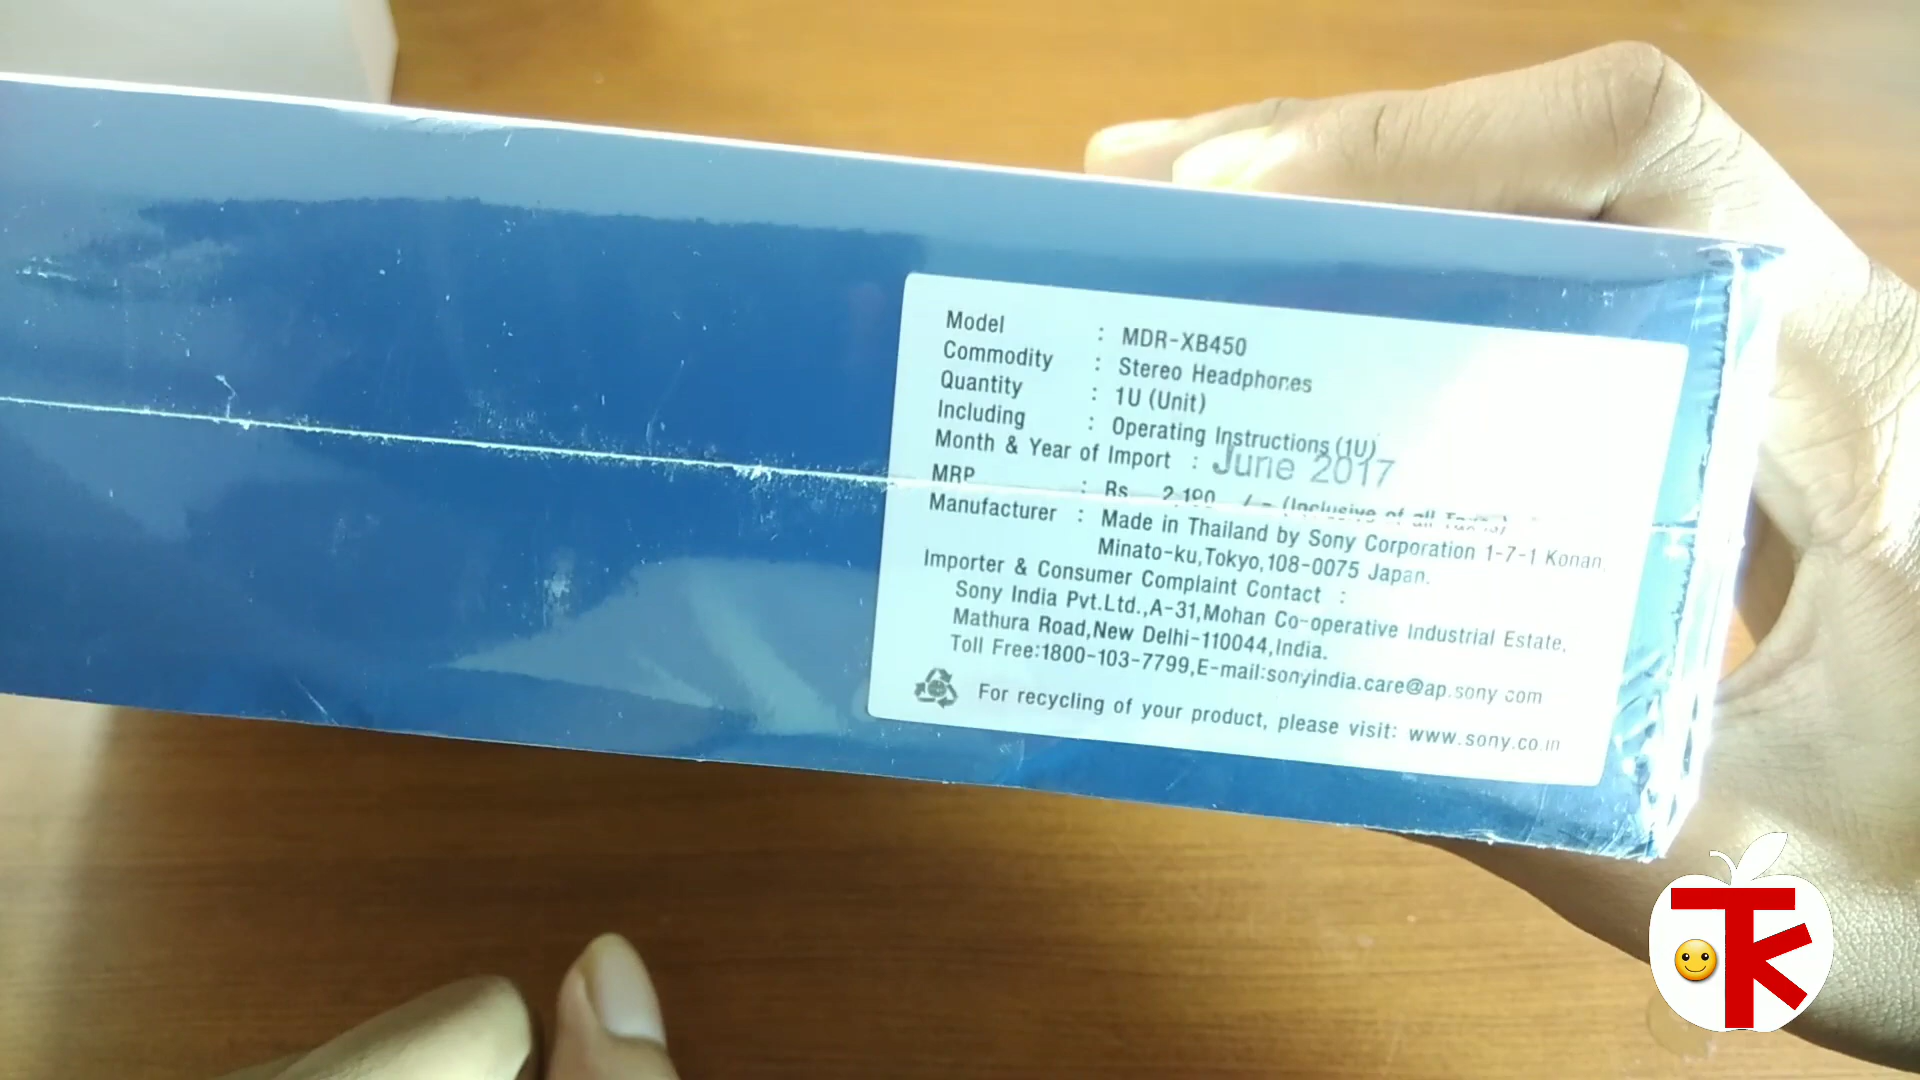 Model : MDR-XB450
Commodity : Stereo Headphones
Quantity : 1U (Unit)
Including : Operating Instructions (1U)
Month & Year of Import : June 2017
MRP : Rs 2,190 /- (Inclusive of all Taxes)
Manufacturer : Made in Thailand by Sony Corporation 1-7-1 Konan,
Minato-ku,Tokyo,108-0075 Japan.
Importer & Consumer Complaint Contact :
Sony India Pvt.Ltd.,A-31,Mohan Co-operative Industrial Estate,
Mathura Road,New Delhi-110044,India.
Toll Free:1800-103-7799,E-mail:sonyindia.care@ap.sony.com
For recycling of your product, please visit: www.sony.co.in
TK